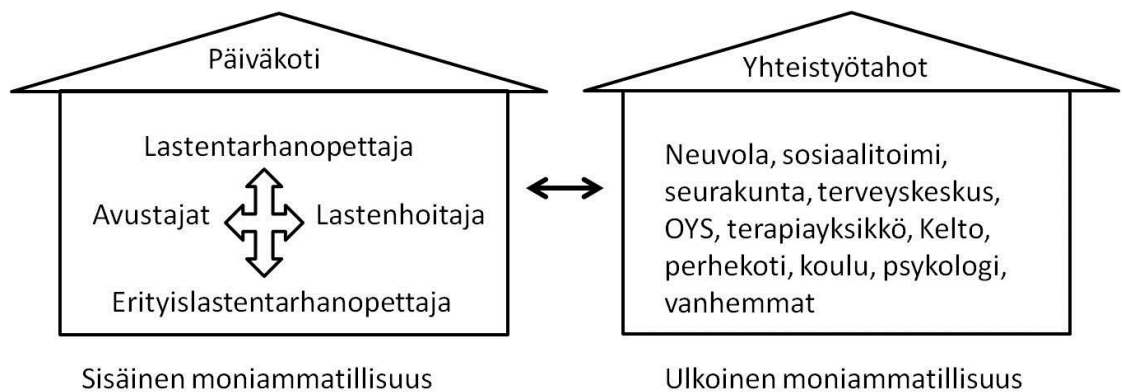 Päiväkoti
Lastentarhanopettaja
Avustajat
Lastenhoitaja
Erityislastentarhanopettaja
Sisäinen moniammatillisuus
Yhteistyötahot
Neuvola, sosiaalitoimi,
seurakunta, terveyskeskus,
OYS, terapiayksikkö, Kelto,
perhekoti, koulu, psykologi,
vanhemmat
Ulkoinen moniammatillisuus